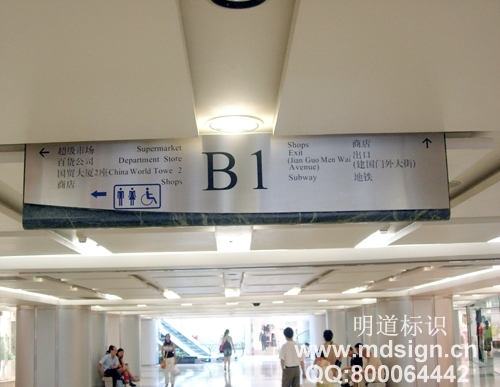 超级市场 Supermarket
百货公司 Department Store
国贸大厦2座 China World Towe 2
商店 Shops
B1
Shops 商店
Exit 出口
(Jian Guo Men Wai Avenue) (建国门外大街)
Subway 地铁
明道标识
www.mdsign.cn
QQ:800064442